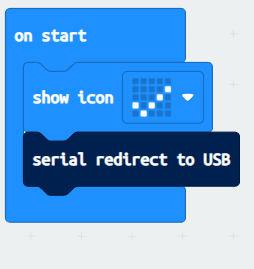 on start
show icon
serial redirect to USB